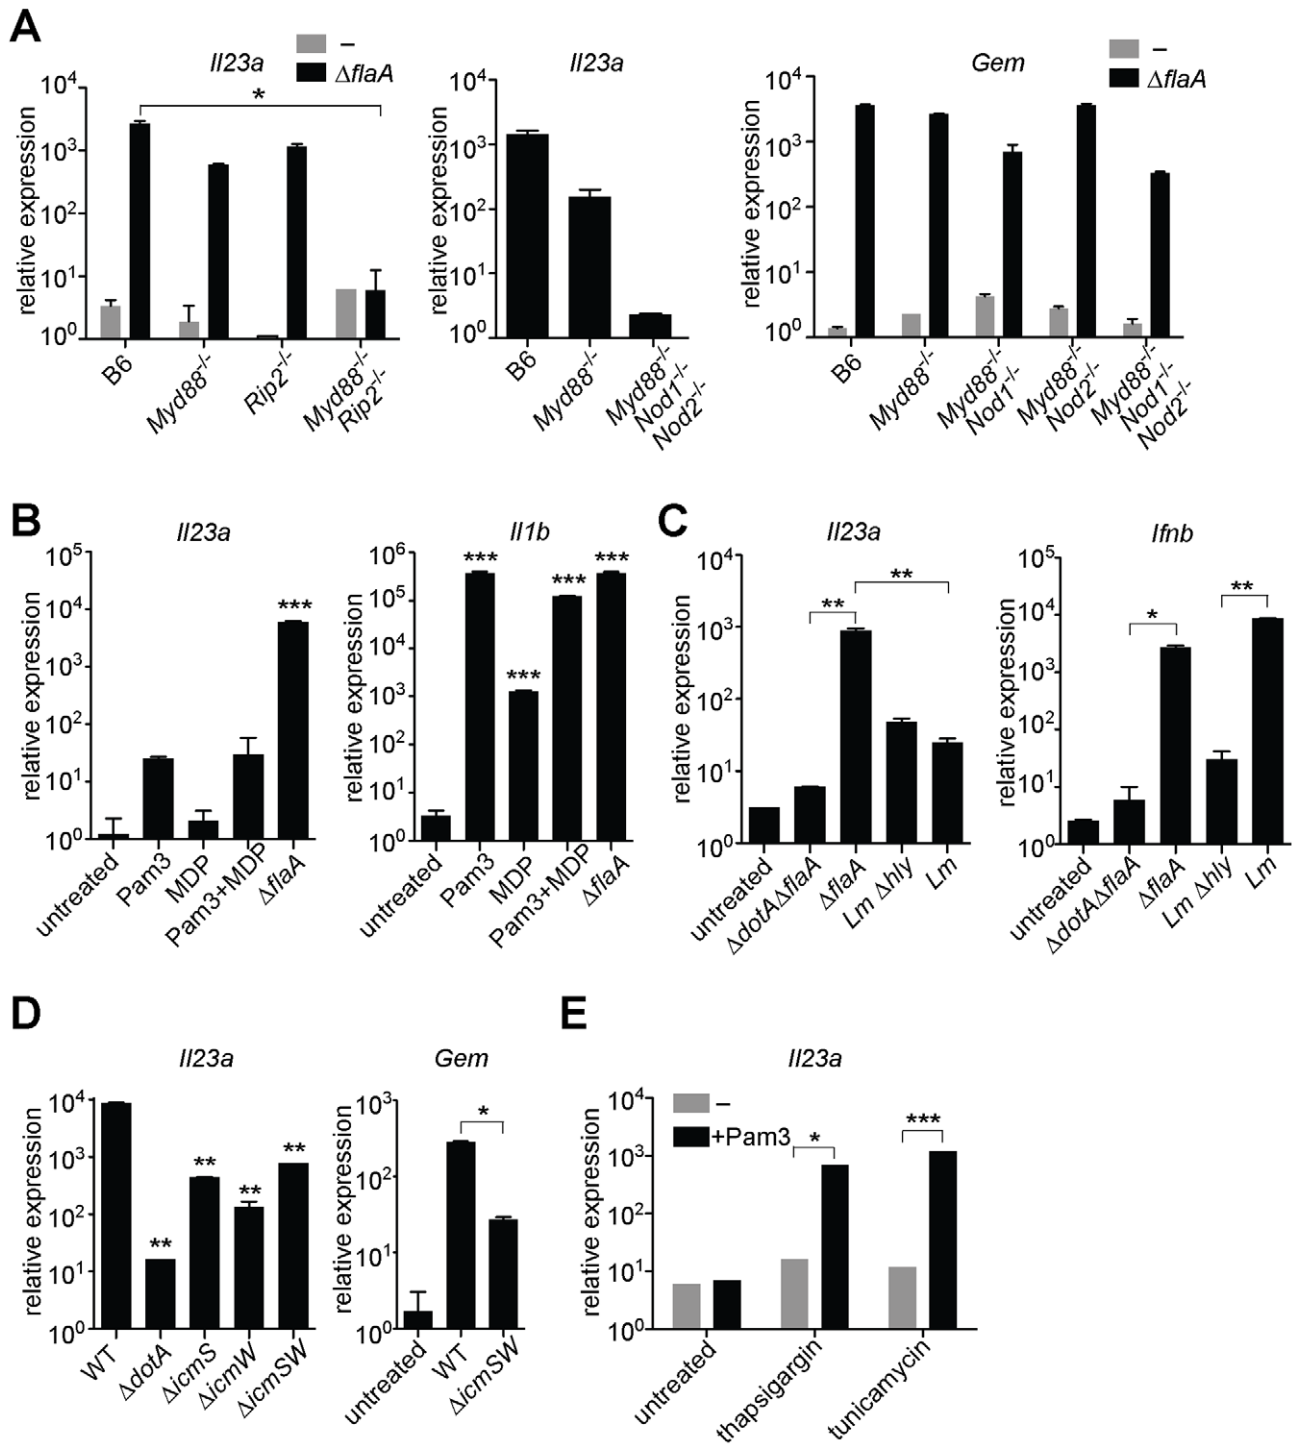 A
Il23a
–
ΔflaA
relative expression
10⁴
10³
10²
10¹
10⁰
*
B6
Myd88⁻/⁻
Rip2⁻/⁻
Myd88⁻/⁻
Rip2⁻/⁻
Il23a
relative expression
10⁴
10³
10²
10¹
10⁰
B6
Myd88⁻/⁻
Myd88⁻/⁻
Nod1⁻/⁻
Nod2⁻/⁻
Gem
–
ΔflaA
relative expression
10⁴
10³
10²
10¹
10⁰
B6
Myd88⁻/⁻
Myd88⁻/⁻
Nod1⁻/⁻
Myd88⁻/⁻
Nod2⁻/⁻
Myd88⁻/⁻
Nod1⁻/⁻
Nod2⁻/⁻
B
Il23a
relative expression
10⁵
10⁴
10³
10²
10¹
10⁰
***
untreated
Pam3
MDP
Pam3+MDP
ΔflaA
Il1b
relative expression
10⁶
10⁵
10⁴
10³
10²
10¹
10⁰
***
***
***
***
untreated
Pam3
MDP
Pam3+MDP
ΔflaA
C
Il23a
relative expression
10⁴
10³
10²
10¹
10⁰
**
**
untreated
ΔdotAΔflaA
ΔflaA
Lm Δhly
Lm
Ifnb
relative expression
10⁵
10⁴
10³
10²
10¹
10⁰
*
**
untreated
ΔdotAΔflaA
ΔflaA
Lm Δhly
Lm
D
Il23a
relative expression
10⁴
10³
10²
10¹
10⁰
**
**
**
**
WT
ΔdotA
ΔicmS
ΔicmW
ΔicmSW
Gem
relative expression
10³
10²
10¹
10⁰
*
untreated
WT
ΔicmSW
E
Il23a
–
+Pam3
relative expression
10⁴
10³
10²
10¹
10⁰
*
***
untreated
thapsigargin
tunicamycin